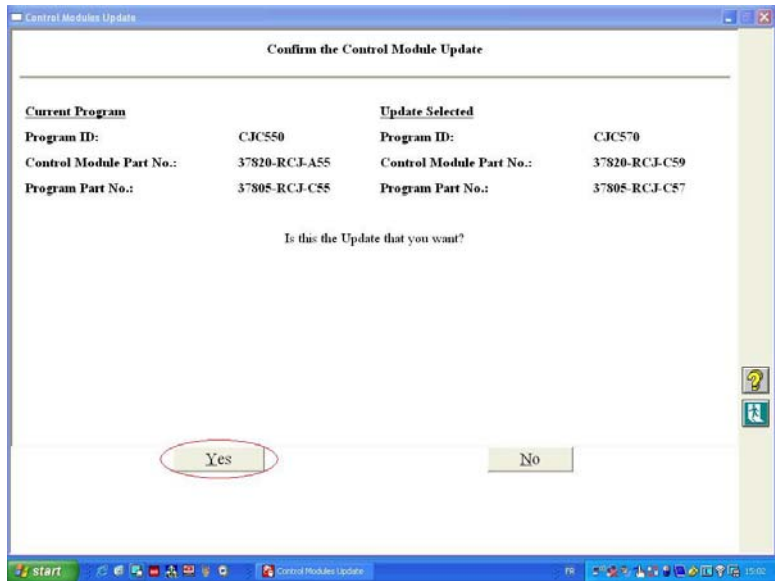 Control Modules Update
Confirm the Control Module Update
Current Program Update Selected
Program ID: CJC550 Program ID: CJC570
Control Module Part No.: 37820-RCJ-A55 Control Module Part No.: 37820-RCJ-C59
Program Part No.: 37805-RCJ-C55 Program Part No.: 37805-RCJ-C57
Is this the Update that you want?
Yes No
start Control Modules Update FR 15:02